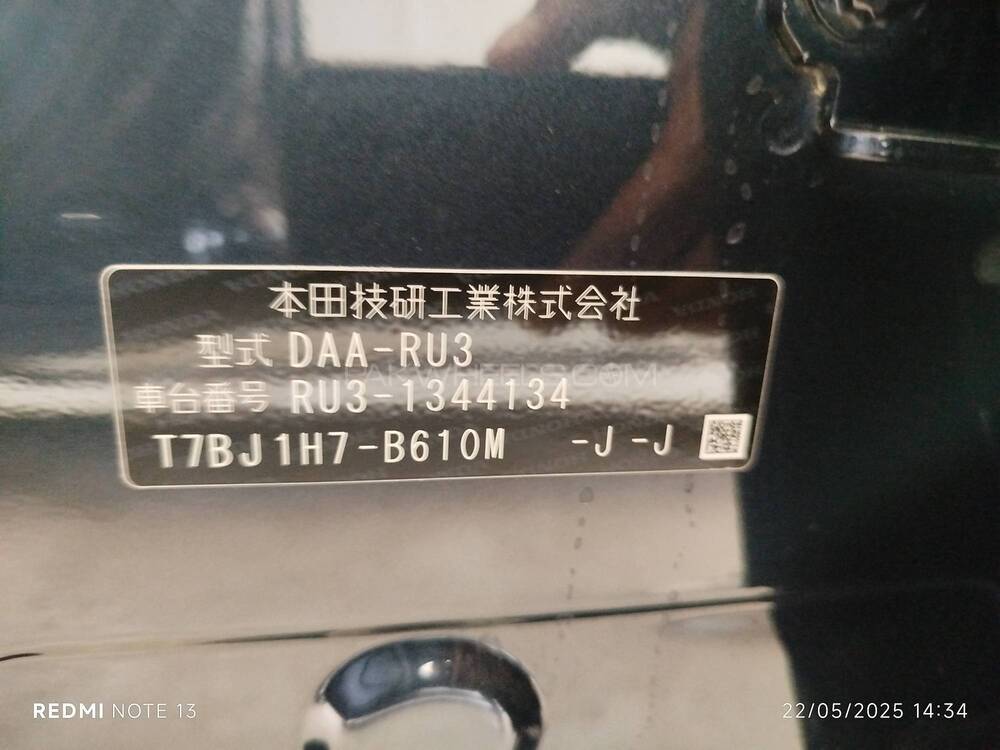 本田技研工業株式会社
型式 DAA-RU3
車台番号 RU3-1344134
T7BJ1H7-B610M -J -J
PAKWHEELS.COM
REDMI NOTE 13
22/05/2025 14:34